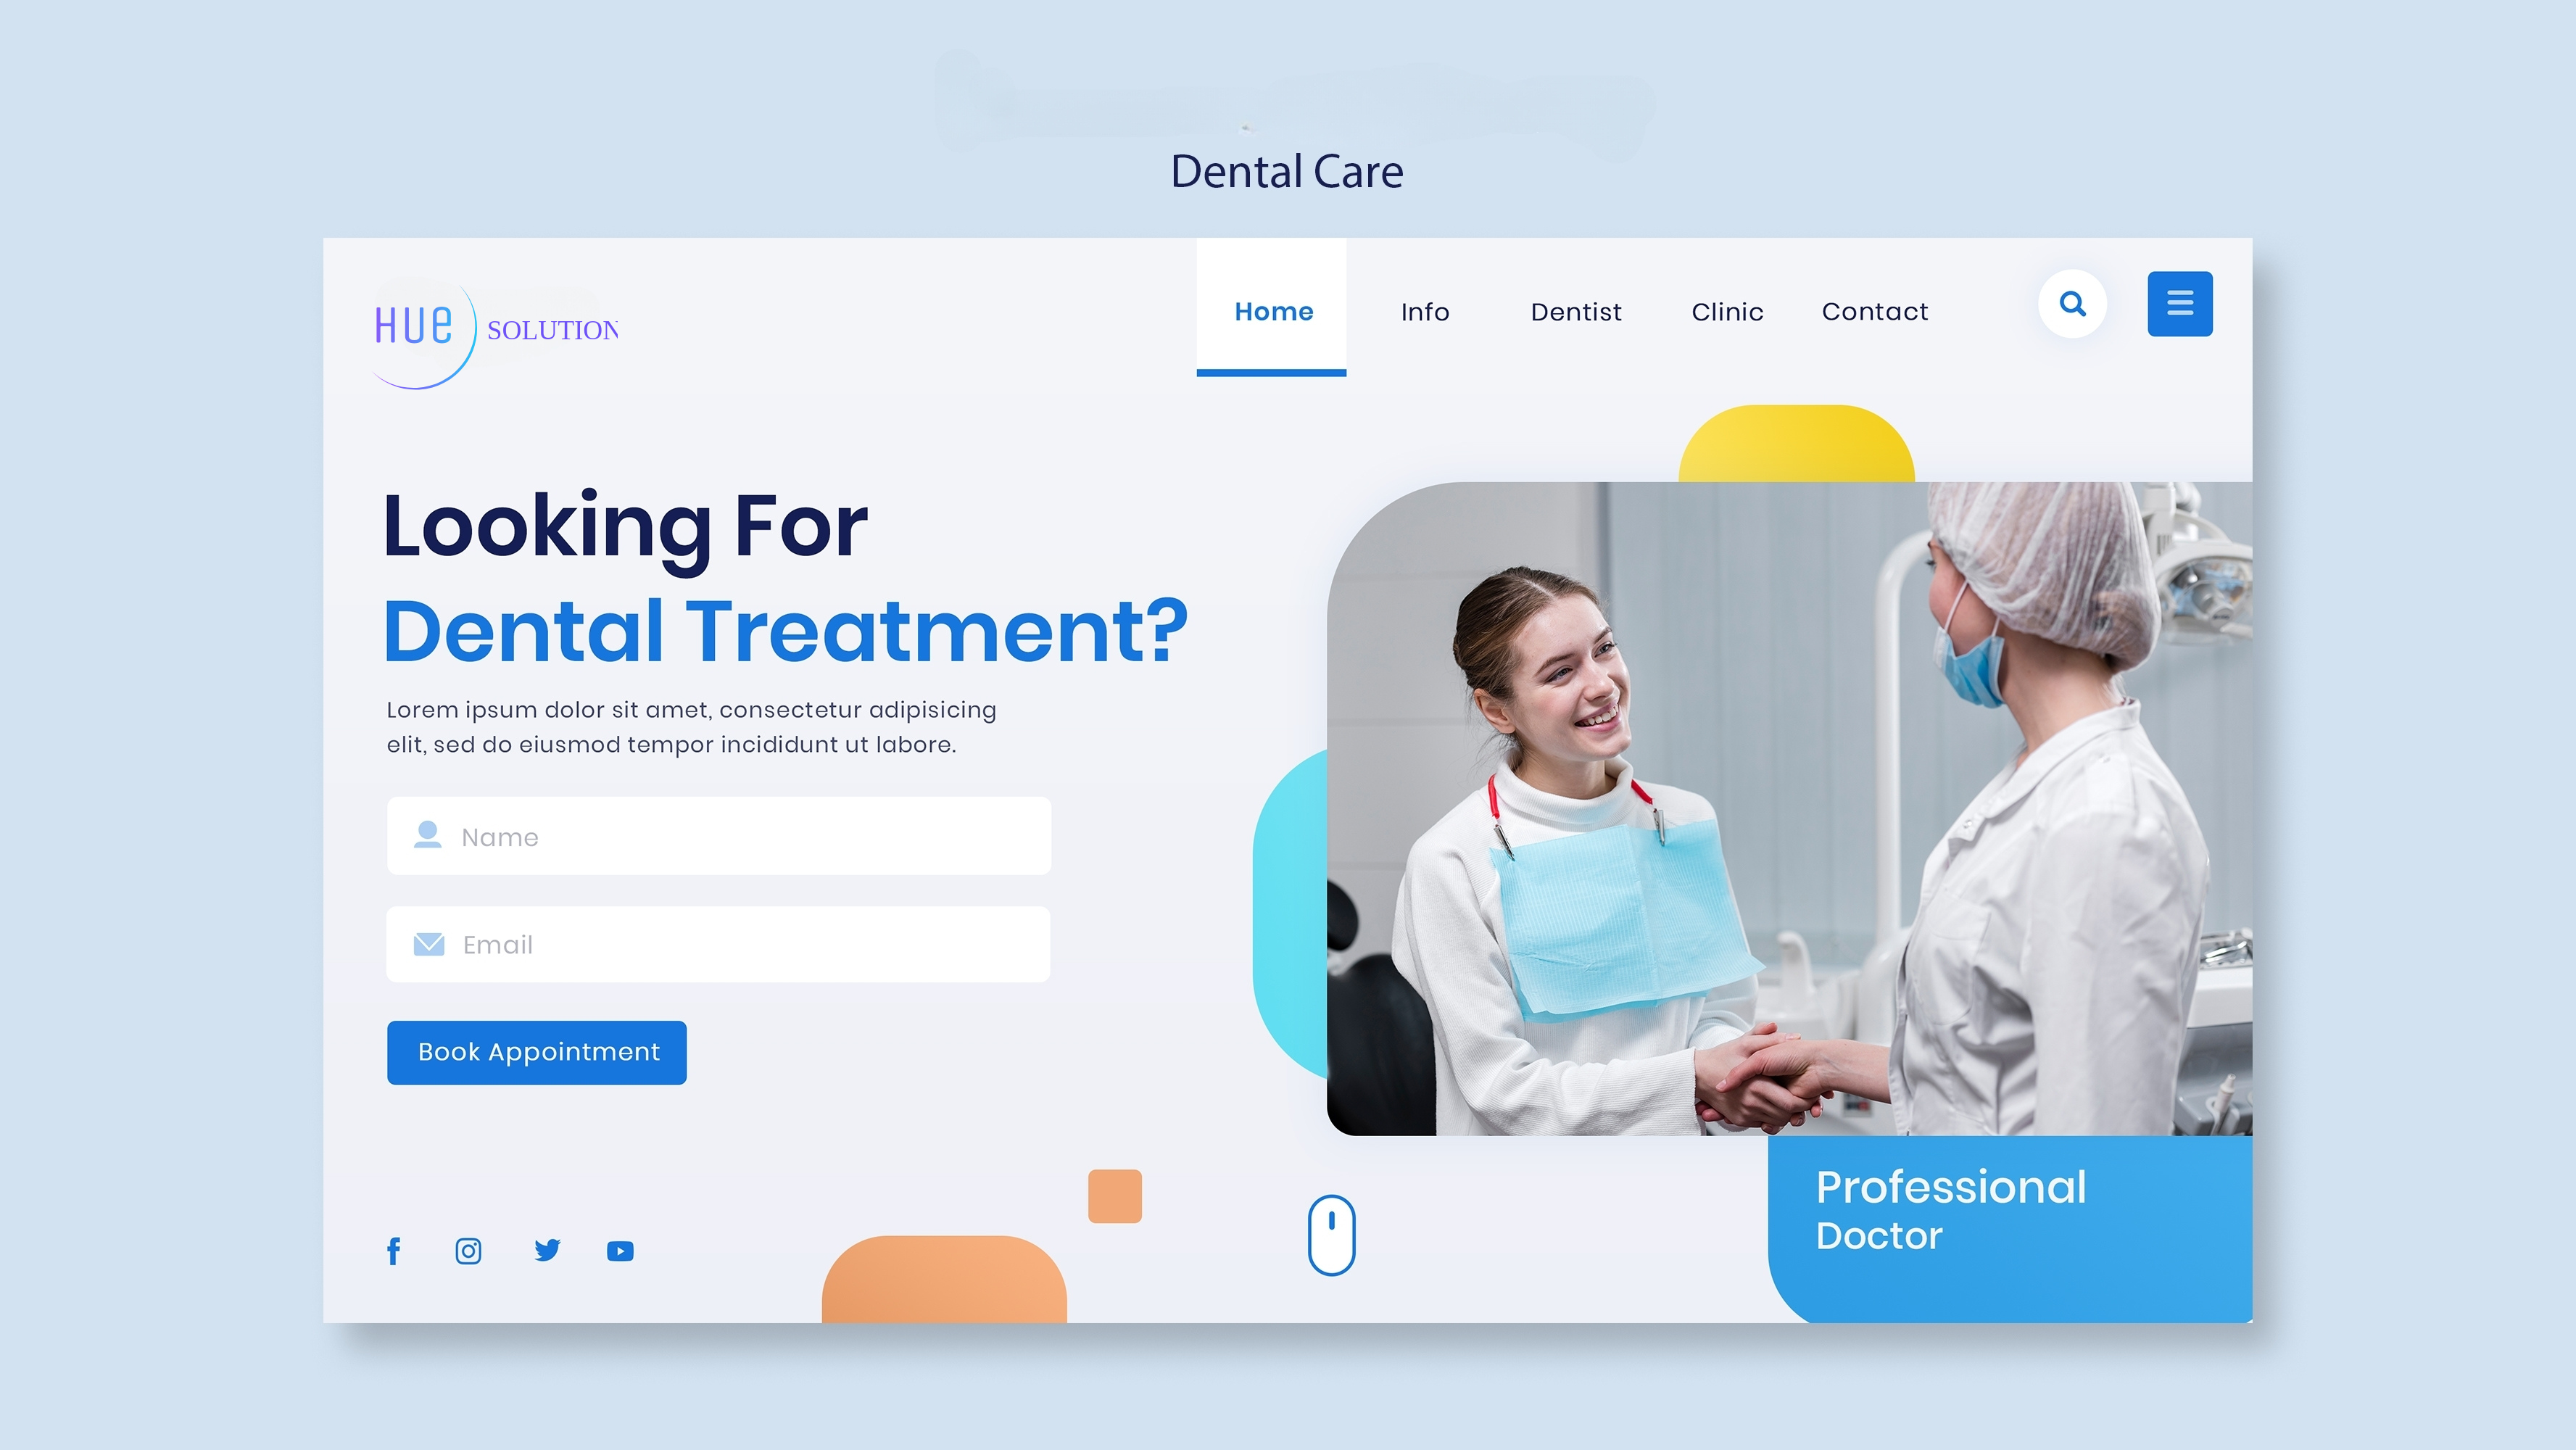 Dental Care
HUe
SOLUTION
Home
Info
Dentist
Clinic
Contact
Looking For
Dental Treatment?
Lorem ipsum dolor sit amet, consectetur adipisicing
elit, sed do eiusmod tempor incididunt ut labore.
Name
Email
Book Appointment
Professional
Doctor